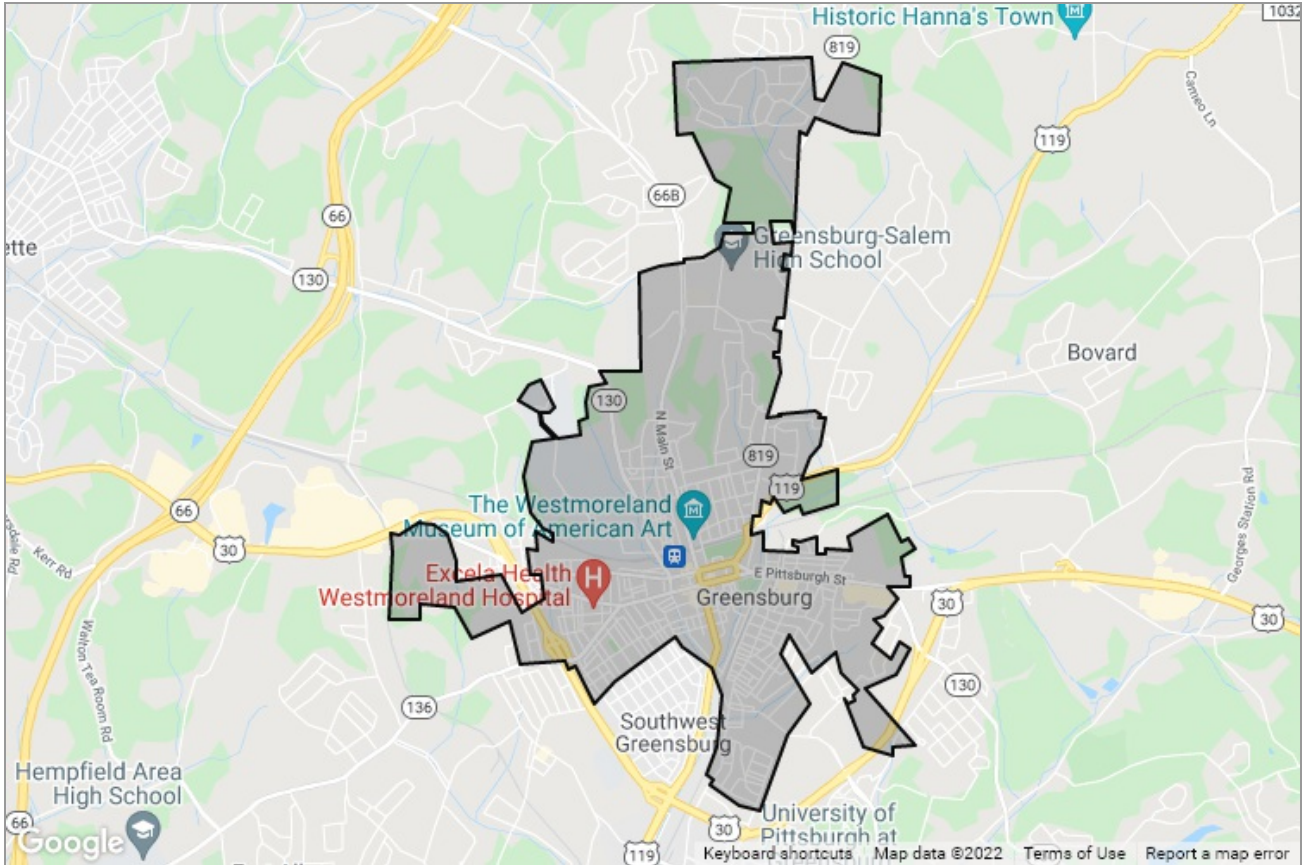 Historic Hanna's Town
1032
819
119
Cameo Ln
66B
66
ette
Greensburg-Salem
High School
130
Bovard
130
N Main St
819
119
The Westmoreland
Museum of American Art
66
30
Kerr Rd
Georges Station Rd
Excela Health
Westmoreland Hospital
E Pittsburgh St
Greensburg
30
30
Walton Tea Room Rd
130
136
Southwest
Greensburg
Hempfield Area
High School
University of
Pittsburgh at
66
30
119
Google
Keyboard shortcuts
Map data ©2022
Terms of Use
Report a map error